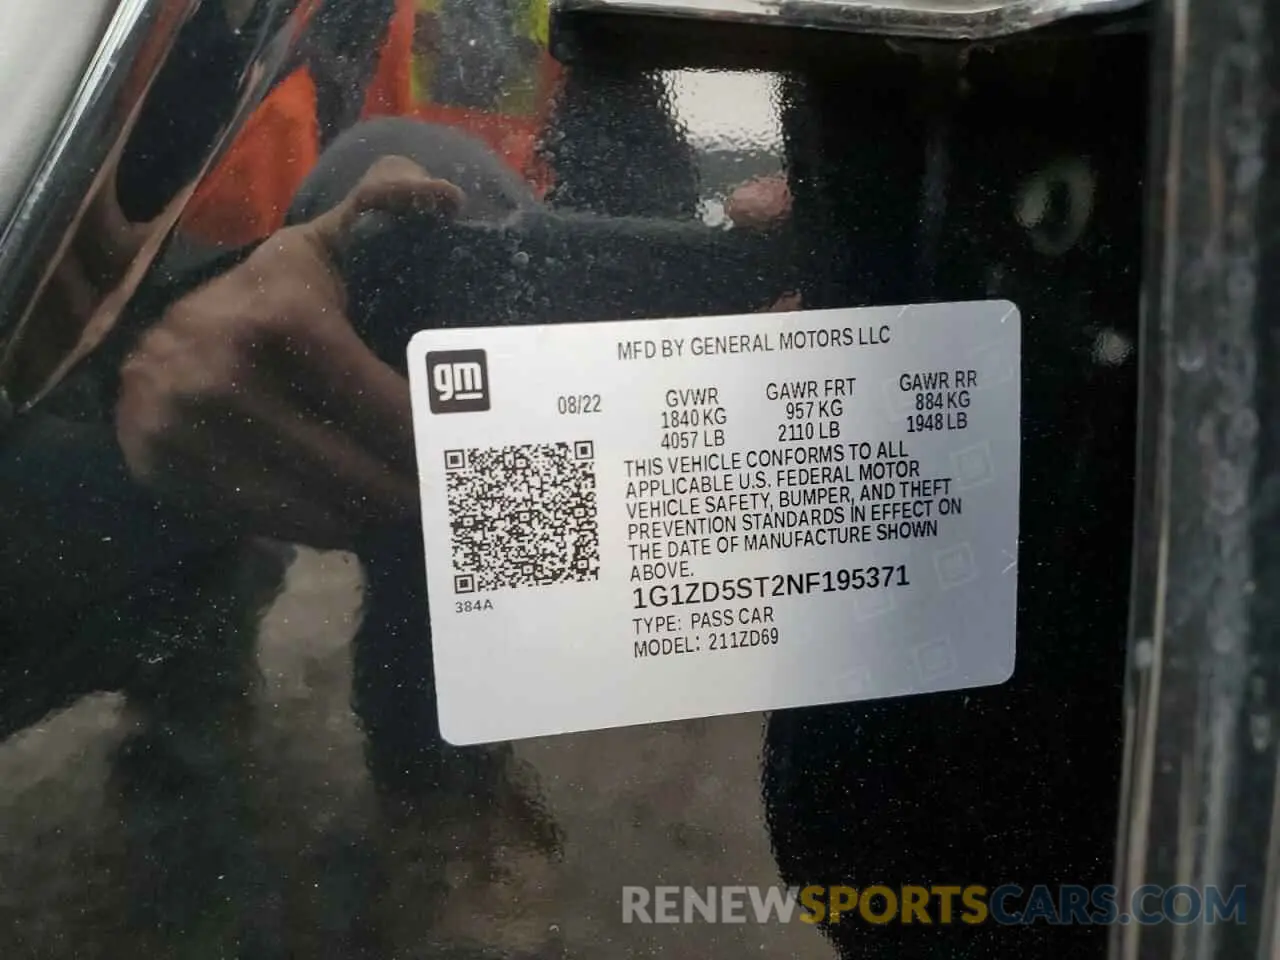 MFD BY GENERAL MOTORS LLC
gm
08/22
GVWR GAWR FRT GAWR RR
1840 KG 957 KG 884 KG
4057 LB 2110 LB 1948 LB
THIS VEHICLE CONFORMS TO ALL
APPLICABLE U.S. FEDERAL MOTOR
VEHICLE SAFETY, BUMPER, AND THEFT
PREVENTION STANDARDS IN EFFECT ON
THE DATE OF MANUFACTURE SHOWN
ABOVE.
384A
1G1ZD5ST2NF195371
TYPE: PASS CAR
MODEL: 211ZD69
RENEWSPORTSCARS.COM